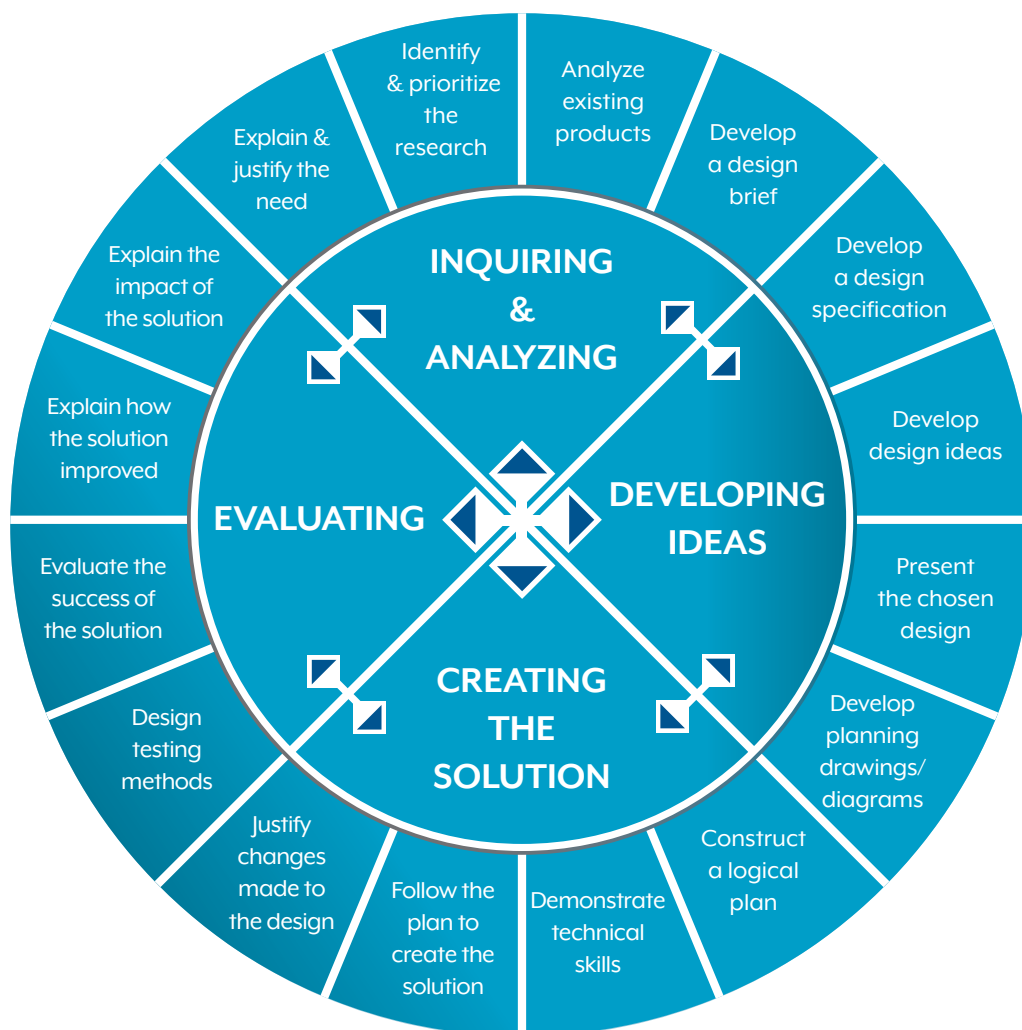 INQUIRING
&
ANALYZING
Explain &
justify the
need
Identify
& prioritize
the
research
Analyze
existing
products
Develop
a design
brief
DEVELOPING
IDEAS
Develop
a design
specification
Develop
design ideas
Present
the chosen
design
Develop
planning
drawings/
diagrams
CREATING
THE
SOLUTION
Construct
a logical
plan
Demonstrate
technical
skills
Follow the
plan to
create the
solution
Justify
changes
made to
the design
EVALUATING
Design
testing
methods
Evaluate the
success of
the solution
Explain how
the solution
improved
Explain the
impact of
the solution